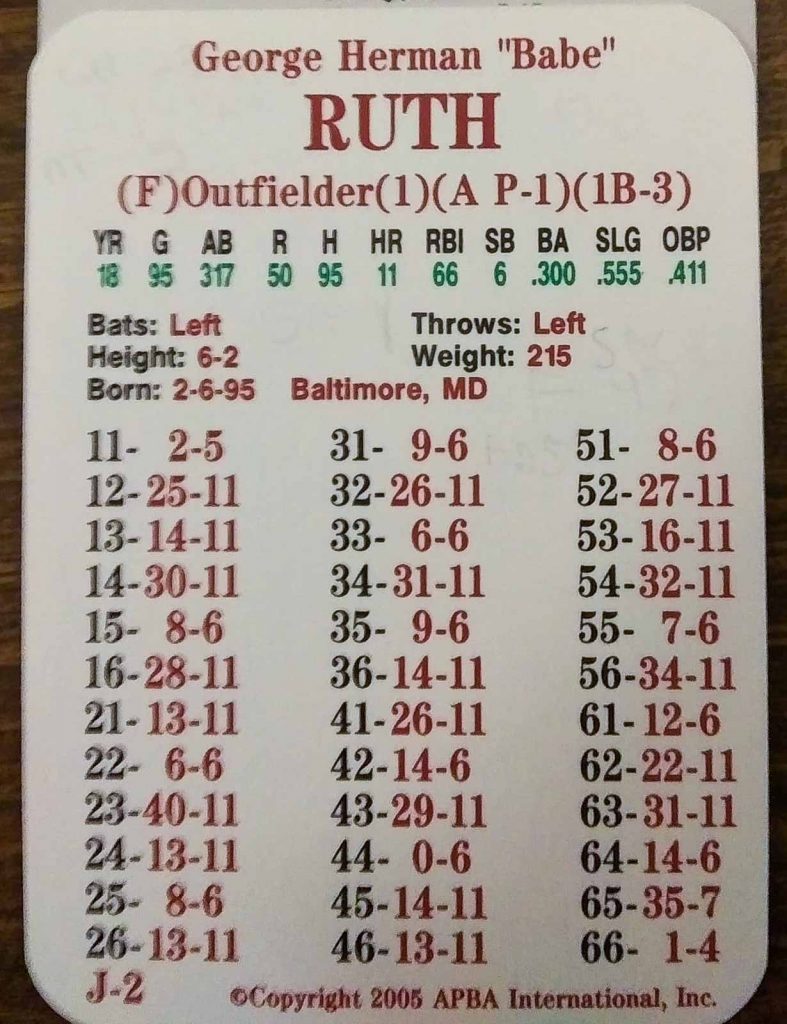 George Herman "Babe"
RUTH
(F)Outfielder(1)(A P-1)(1B-3)
YR G AB R H HR RBI SB BA SLG OBP
18 95 317 50 95 11 66 6 .300 .555 .411
Bats: Left Throws: Left
Height: 6-2 Weight: 215
Born: 2-6-95 Baltimore, MD
11- 2-5 31- 9-6 51- 8-6
12-25-11 32-26-11 52-27-11
13-14-11 33- 6-6 53-16-11
14-30-11 34-31-11 54-32-11
15- 8-6 35- 9-6 55- 7-6
16-28-11 36-14-11 56-34-11
21-13-11 41-26-11 61-12-6
22- 6-6 42-14-6 62-22-11
23-40-11 43-29-11 63-31-11
24-13-11 44- 0-6 64-14-6
25- 8-6 45-14-11 65-35-7
26-13-11 46-13-11 66- 1-4
J-2 ©Copyright 2005 APBA International, Inc.